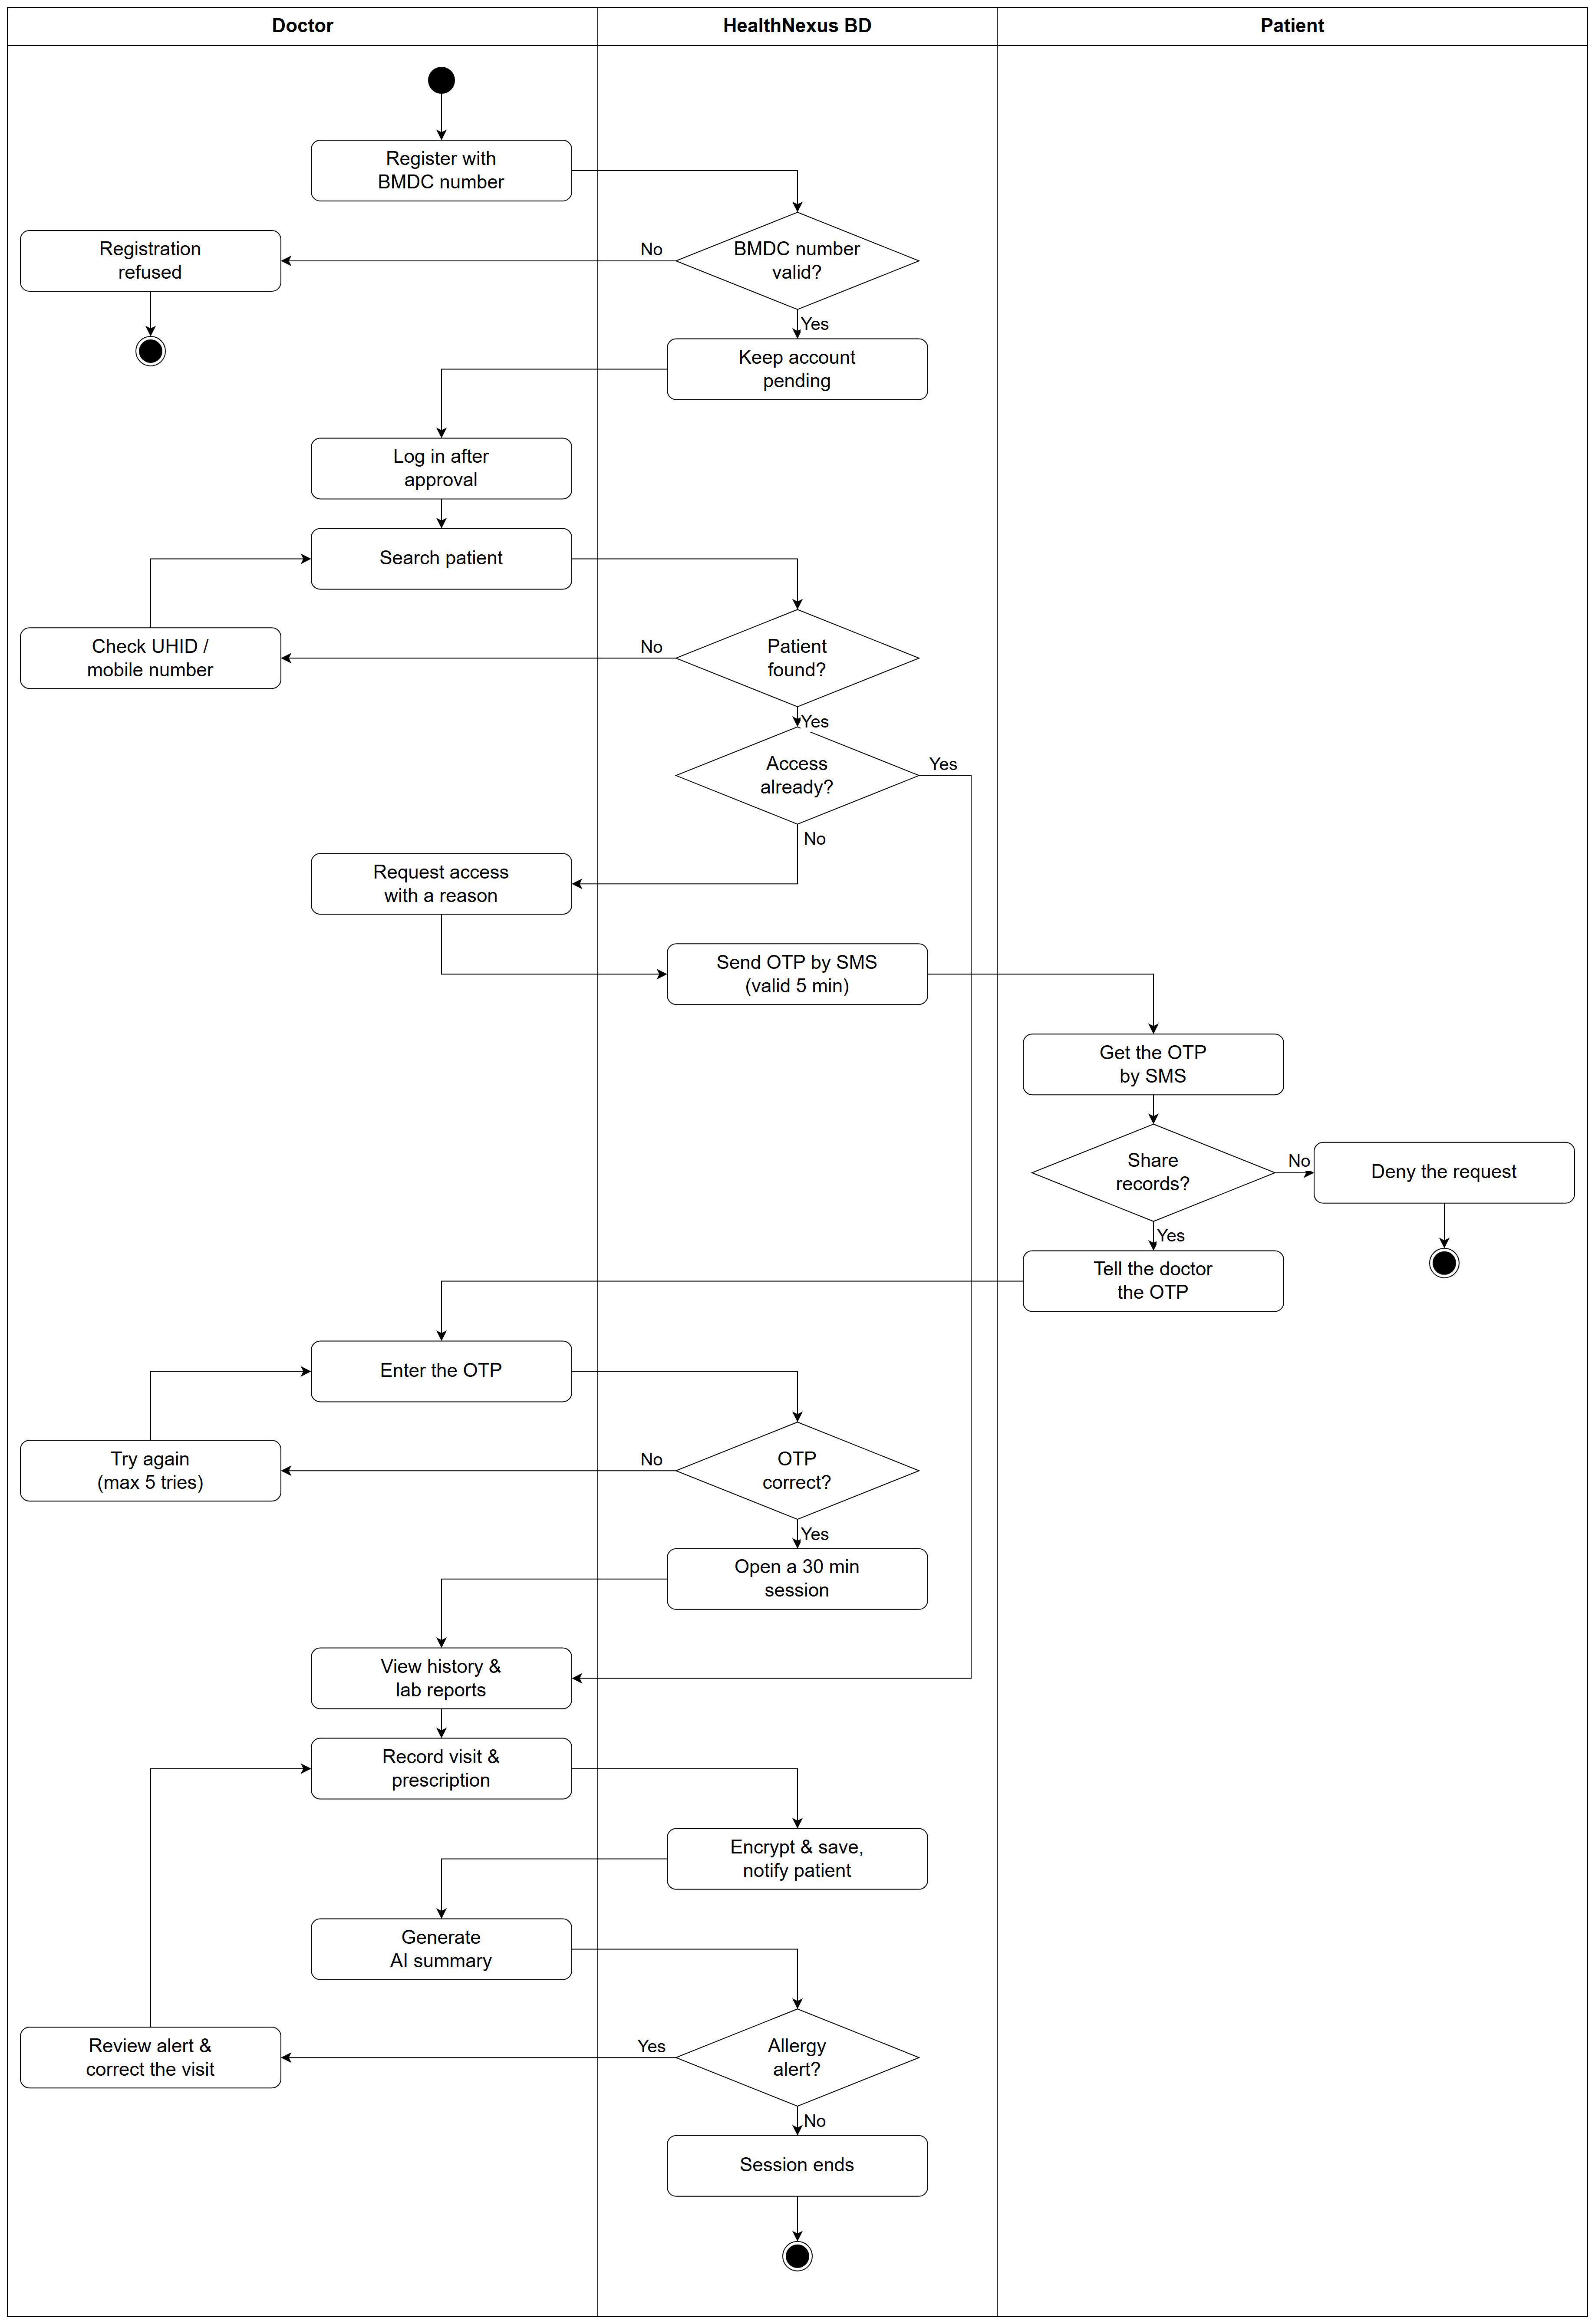 Doctor
HealthNexus BD
Patient
Register with
BMDC number
Registration
refused
No
BMDC number
valid?
Yes
Keep account
pending
Log in after
approval
Search patient
Check UHID /
mobile number
No
Patient
found?
Yes
Access
already?
Yes
No
Request access
with a reason
Send OTP by SMS
(valid 5 min)
Get the OTP
by SMS
Share
records?
No
Deny the request
Yes
Tell the doctor
the OTP
Enter the OTP
Try again
(max 5 tries)
No
OTP
correct?
Yes
Open a 30 min
session
View history &
lab reports
Record visit &
prescription
Encrypt & save,
notify patient
Generate
AI summary
Review alert &
correct the visit
Yes
Allergy
alert?
No
Session ends